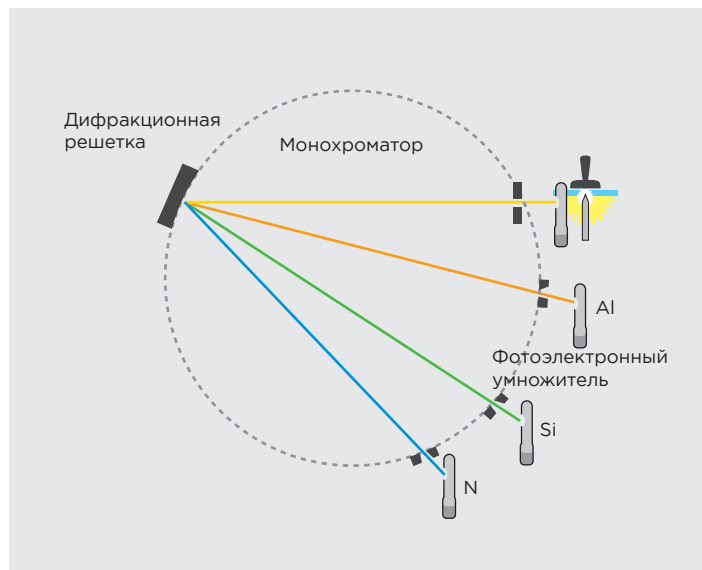 Дифракционная
решетка
Монохроматор
Al
Фотоэлектронный
умножитель
Si
N